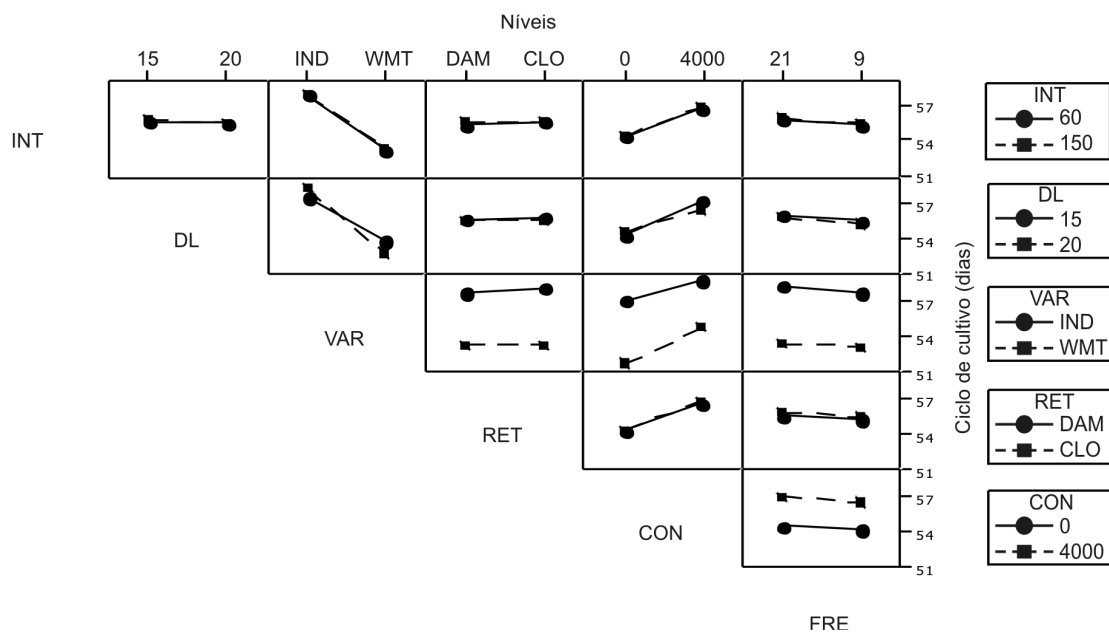 Níveis
15 20 IND WMT DAM CLO 0 4000 21 9
INT
57
54
51
INT
60
150
DL
57
54
51
DL
15
20
VAR
57
54
51
VAR
IND
WMT
RET
57
54
51
RET
DAM
CLO
CON
57
54
51
CON
0
4000
FRE
Ciclo de cultivo (dias)